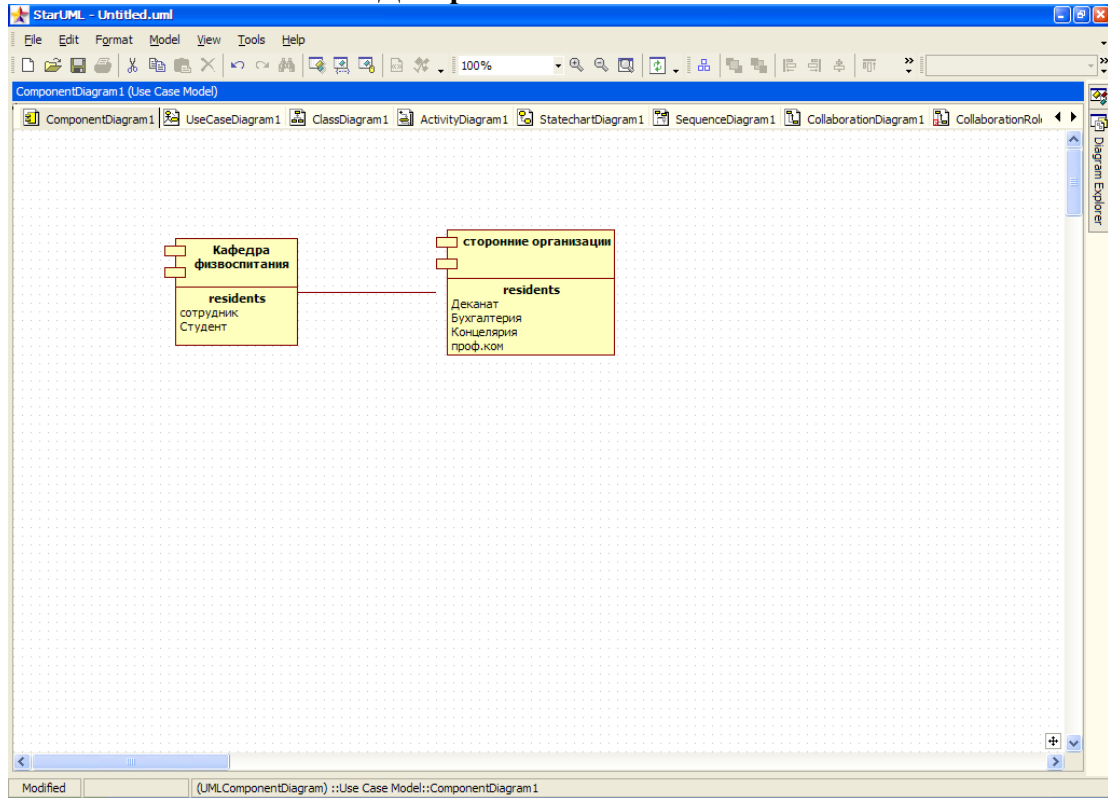 StarUML - Untitled.uml
File Edit Format Model View Tools Help
100%
ComponentDiagram1 (Use Case Model)
ComponentDiagram1 UseCaseDiagram1 ClassDiagram1 ActivityDiagram1 StatechartDiagram1 SequenceDiagram1 CollaborationDiagram1 CollaborationRol
Diagram Explorer
Кафедра
физвоспитания
residents
сотрудник
Студент
сторонние организации
residents
Деканат
Бухгалтерия
Концелярия
проф.ком
Modified (UMLComponentDiagram) ::Use Case Model::ComponentDiagram1